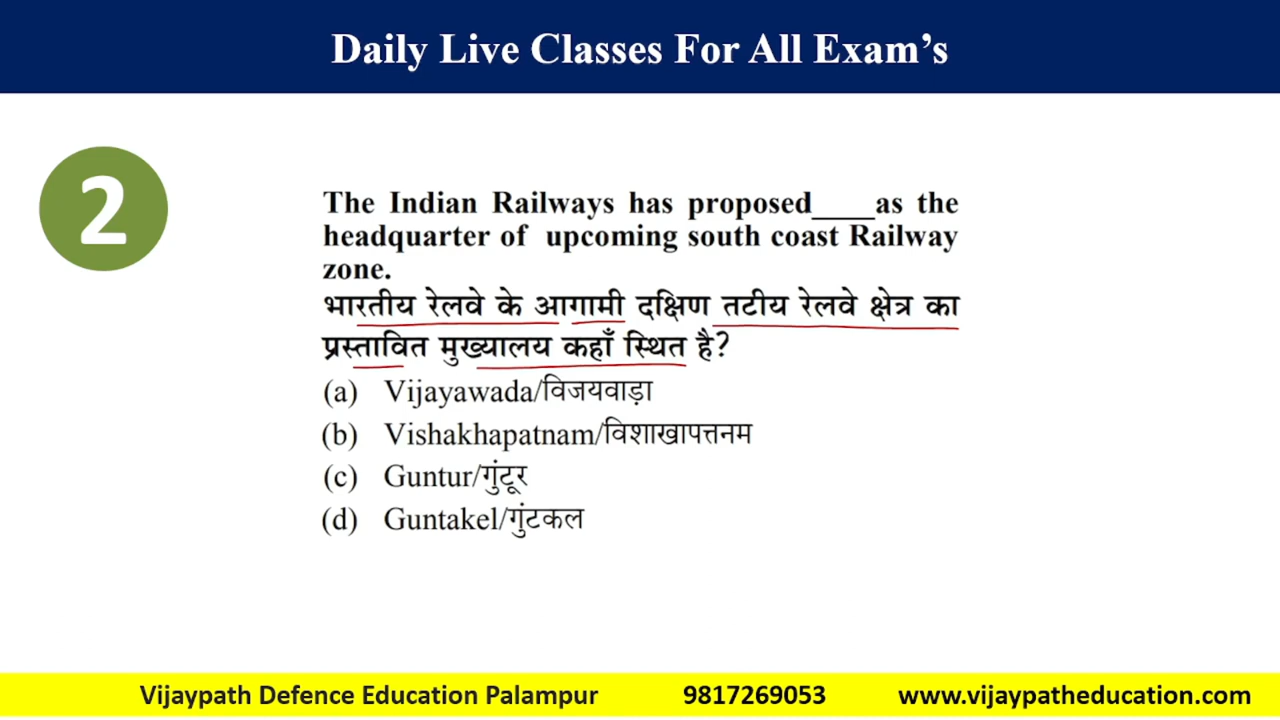 Daily Live Classes For All Exam’s
2
The Indian Railways has proposed____as the
headquarter of upcoming south coast Railway
zone.
भारतीय रेलवे के आगामी दक्षिण तटीय रेलवे क्षेत्र का
प्रस्तावित मुख्यालय कहाँ स्थित है?
(a) Vijayawada/विजयवाड़ा
(b) Vishakhapatnam/विशाखापत्तनम
(c) Guntur/गुंटूर
(d) Guntakel/गुंटकल
Vijaypath Defence Education Palampur 9817269053 www.vijaypatheducation.com